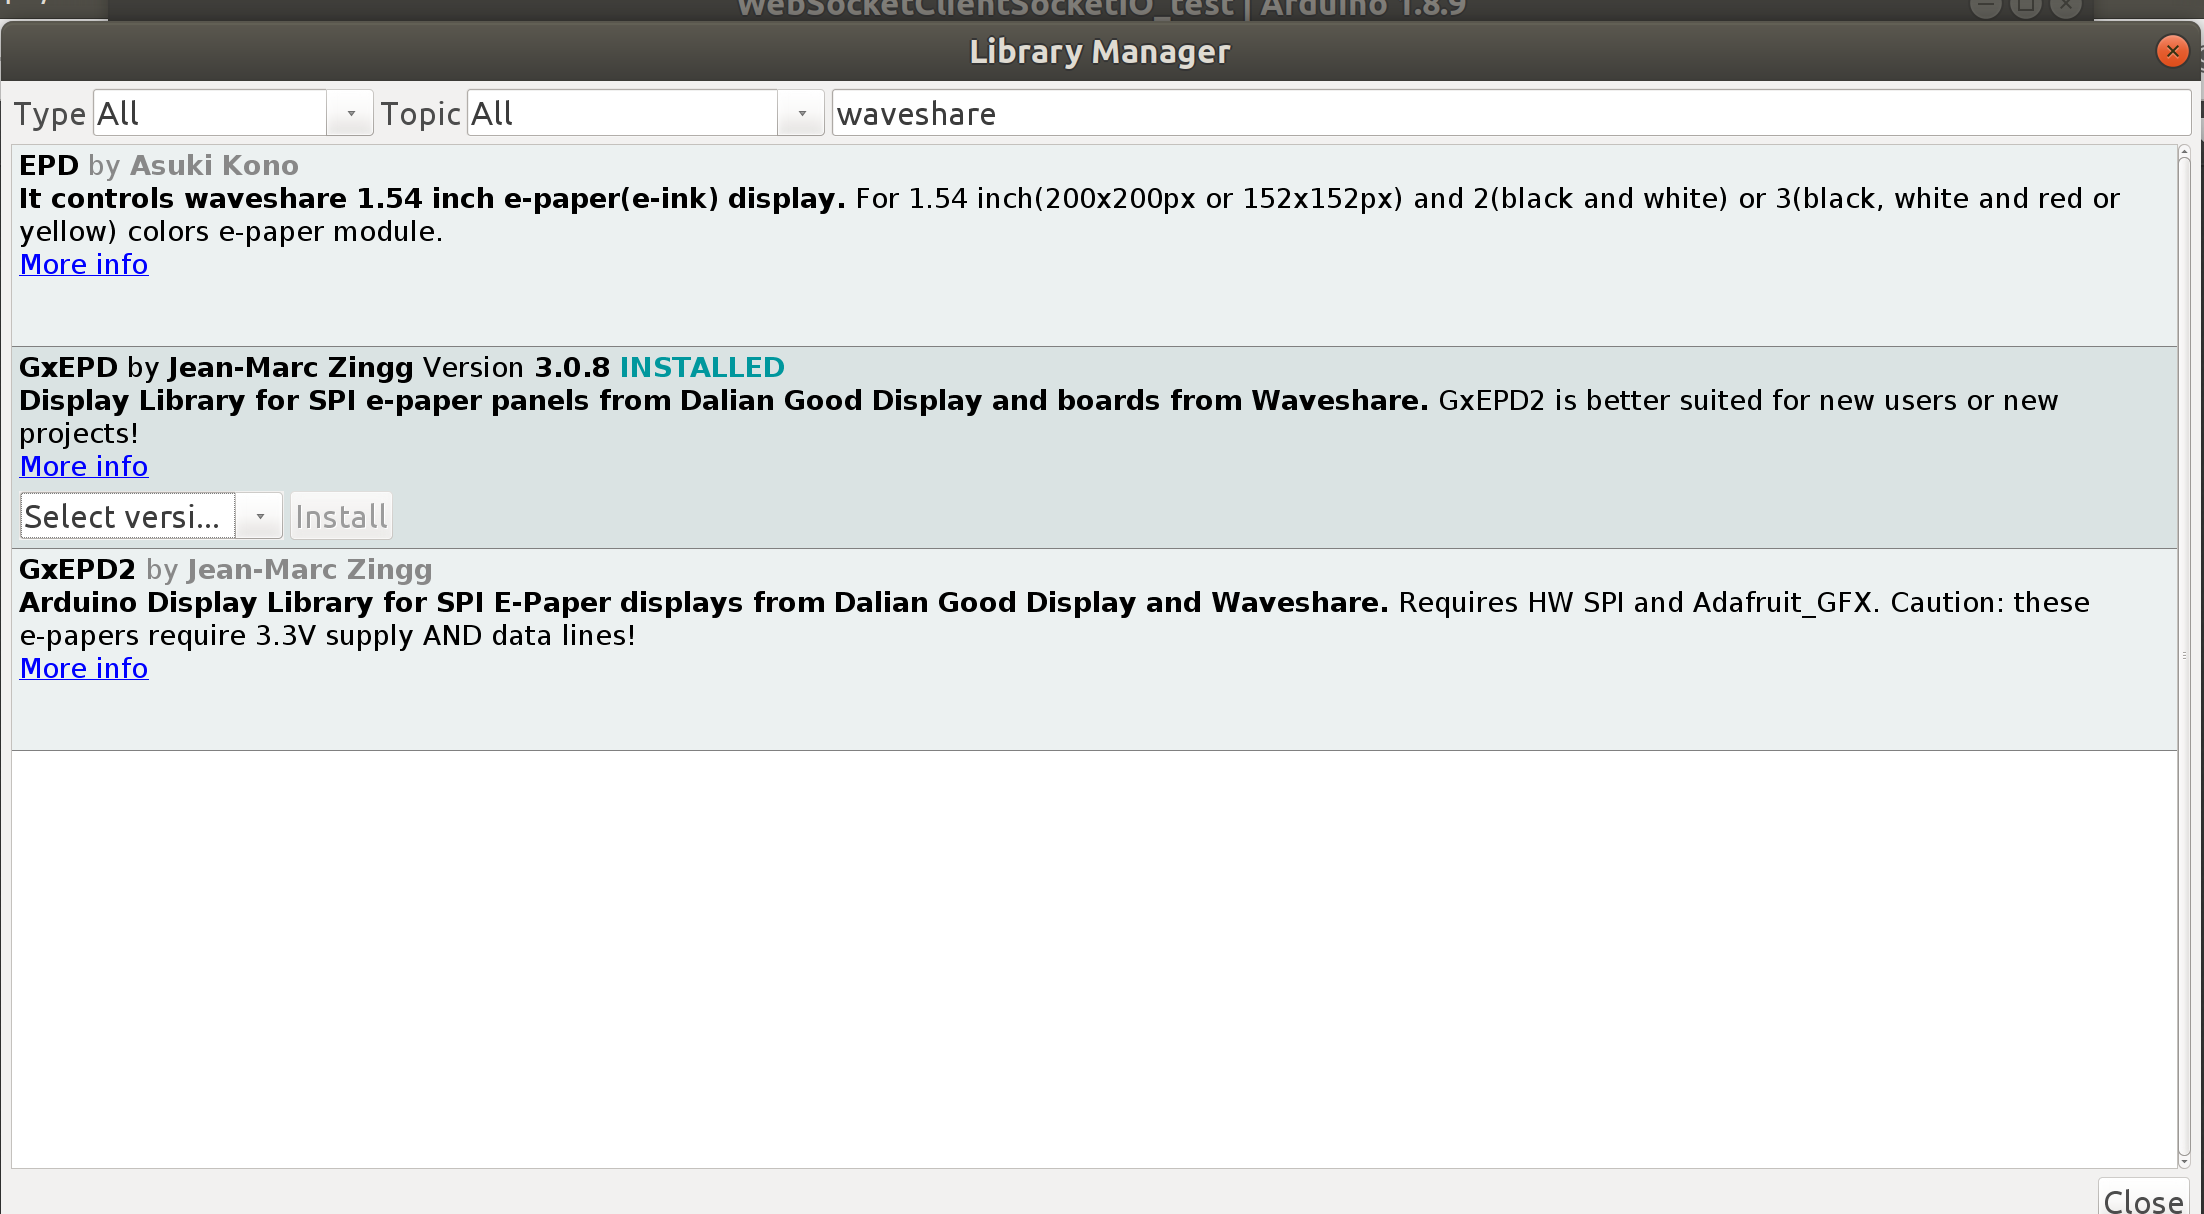 WebSocketClientSocketIO_test | Arduino 1.8.9
Library Manager
Type All Topic All waveshare
EPD by Asuki Kono
It controls waveshare 1.54 inch e-paper(e-ink) display. For 1.54 inch(200x200px or 152x152px) and 2(black and white) or 3(black, white and red or
yellow) colors e-paper module.
More info
GxEPD by Jean-Marc Zingg Version 3.0.8 INSTALLED
Display Library for SPI e-paper panels from Dalian Good Display and boards from Waveshare. GxEPD2 is better suited for new users or new
projects!
More info
Select versi... Install
GxEPD2 by Jean-Marc Zingg
Arduino Display Library for SPI E-Paper displays from Dalian Good Display and Waveshare. Requires HW SPI and Adafruit_GFX. Caution: these
e-papers require 3.3V supply AND data lines!
More info
Close